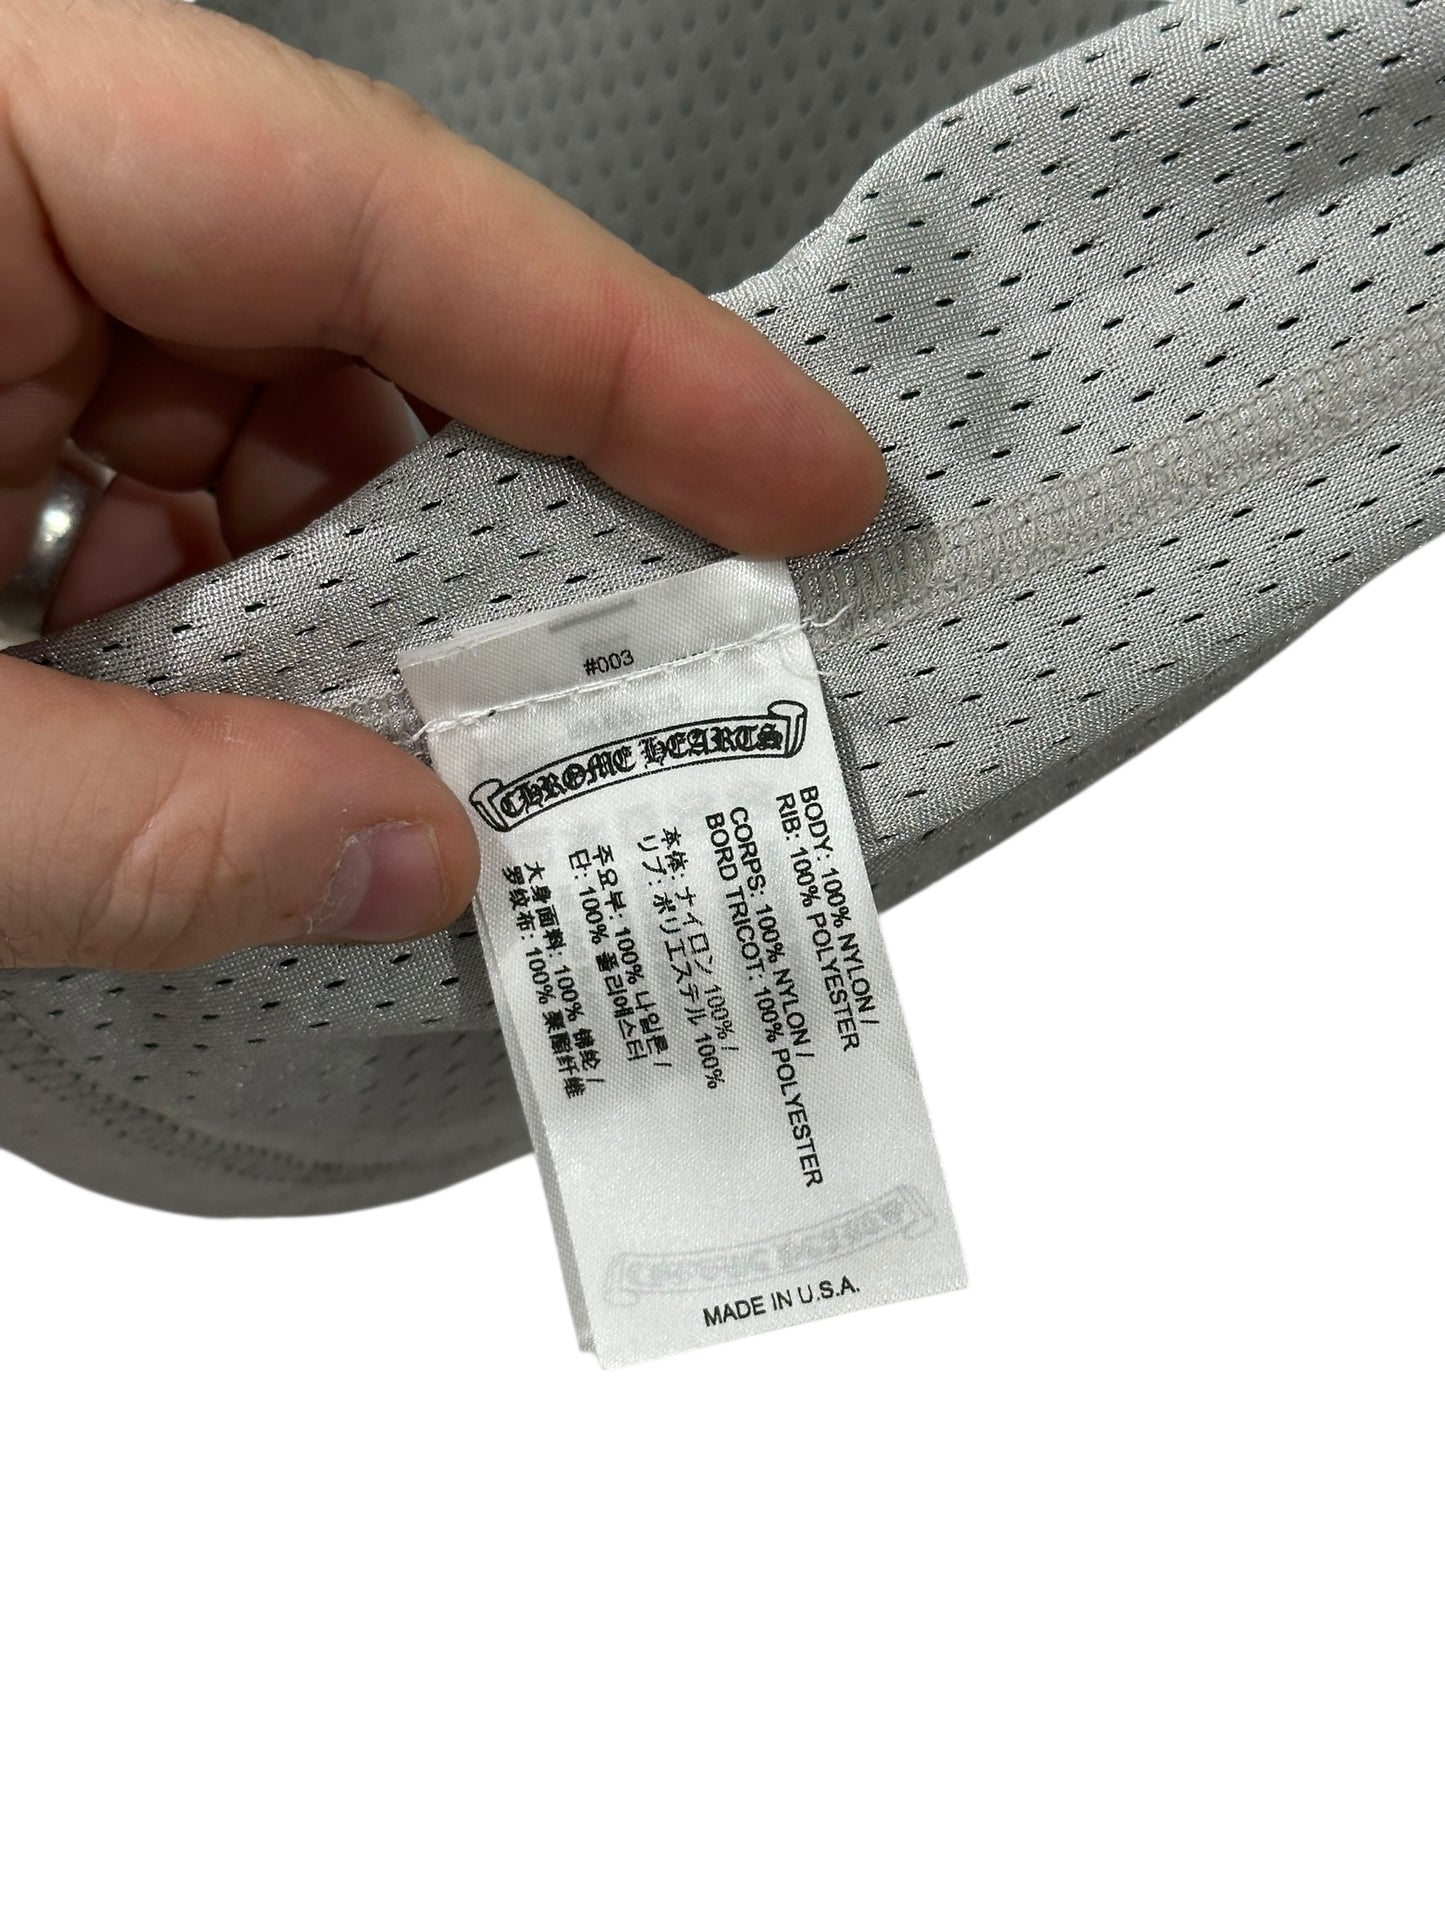 #003
CHROME HEARTS
BODY: 100% NYLON /
RIB: 100% POLYESTER
CORPS: 100% NYLON /
BORD TRICOT: 100% POLYESTER
本体: ナイロン 100% /
リブ: ポリエステル 100%
주요부: 100% 나일론 /
단: 100% 폴리에스터
大身面料: 100% 锦纶 /
罗纹布: 100% 聚酯纤维
MADE IN U.S.A.